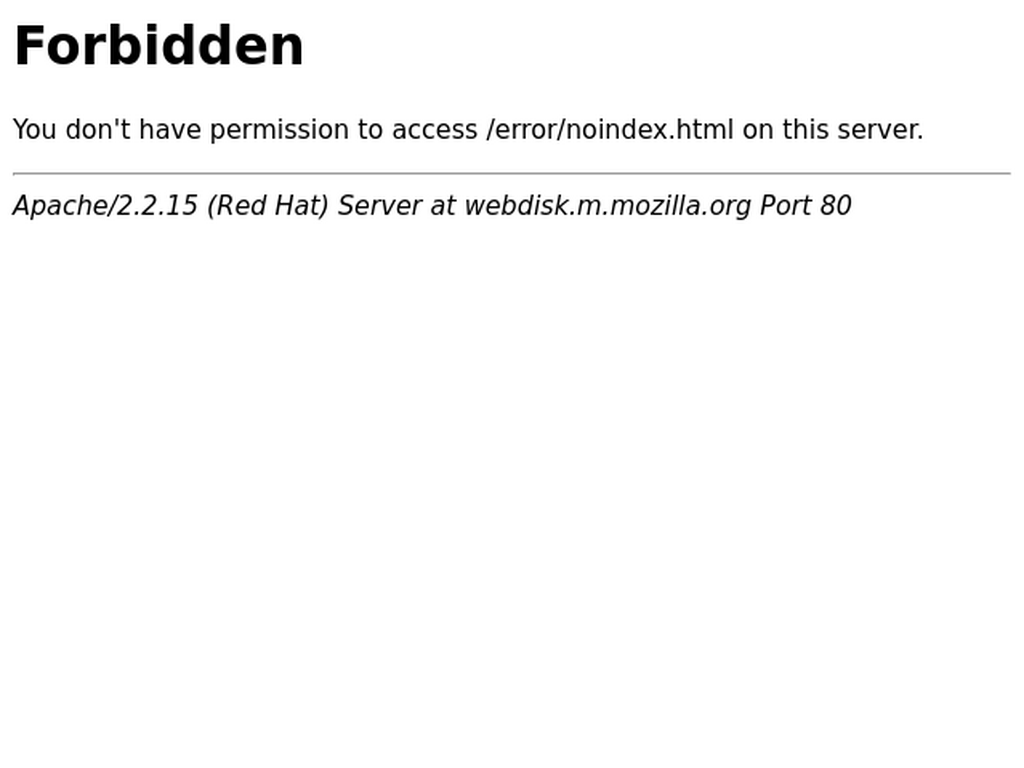 Forbidden
You don't have permission to access /error/noindex.html on this server.
Apache/2.2.15 (Red Hat) Server at webdisk.m.mozilla.org Port 80